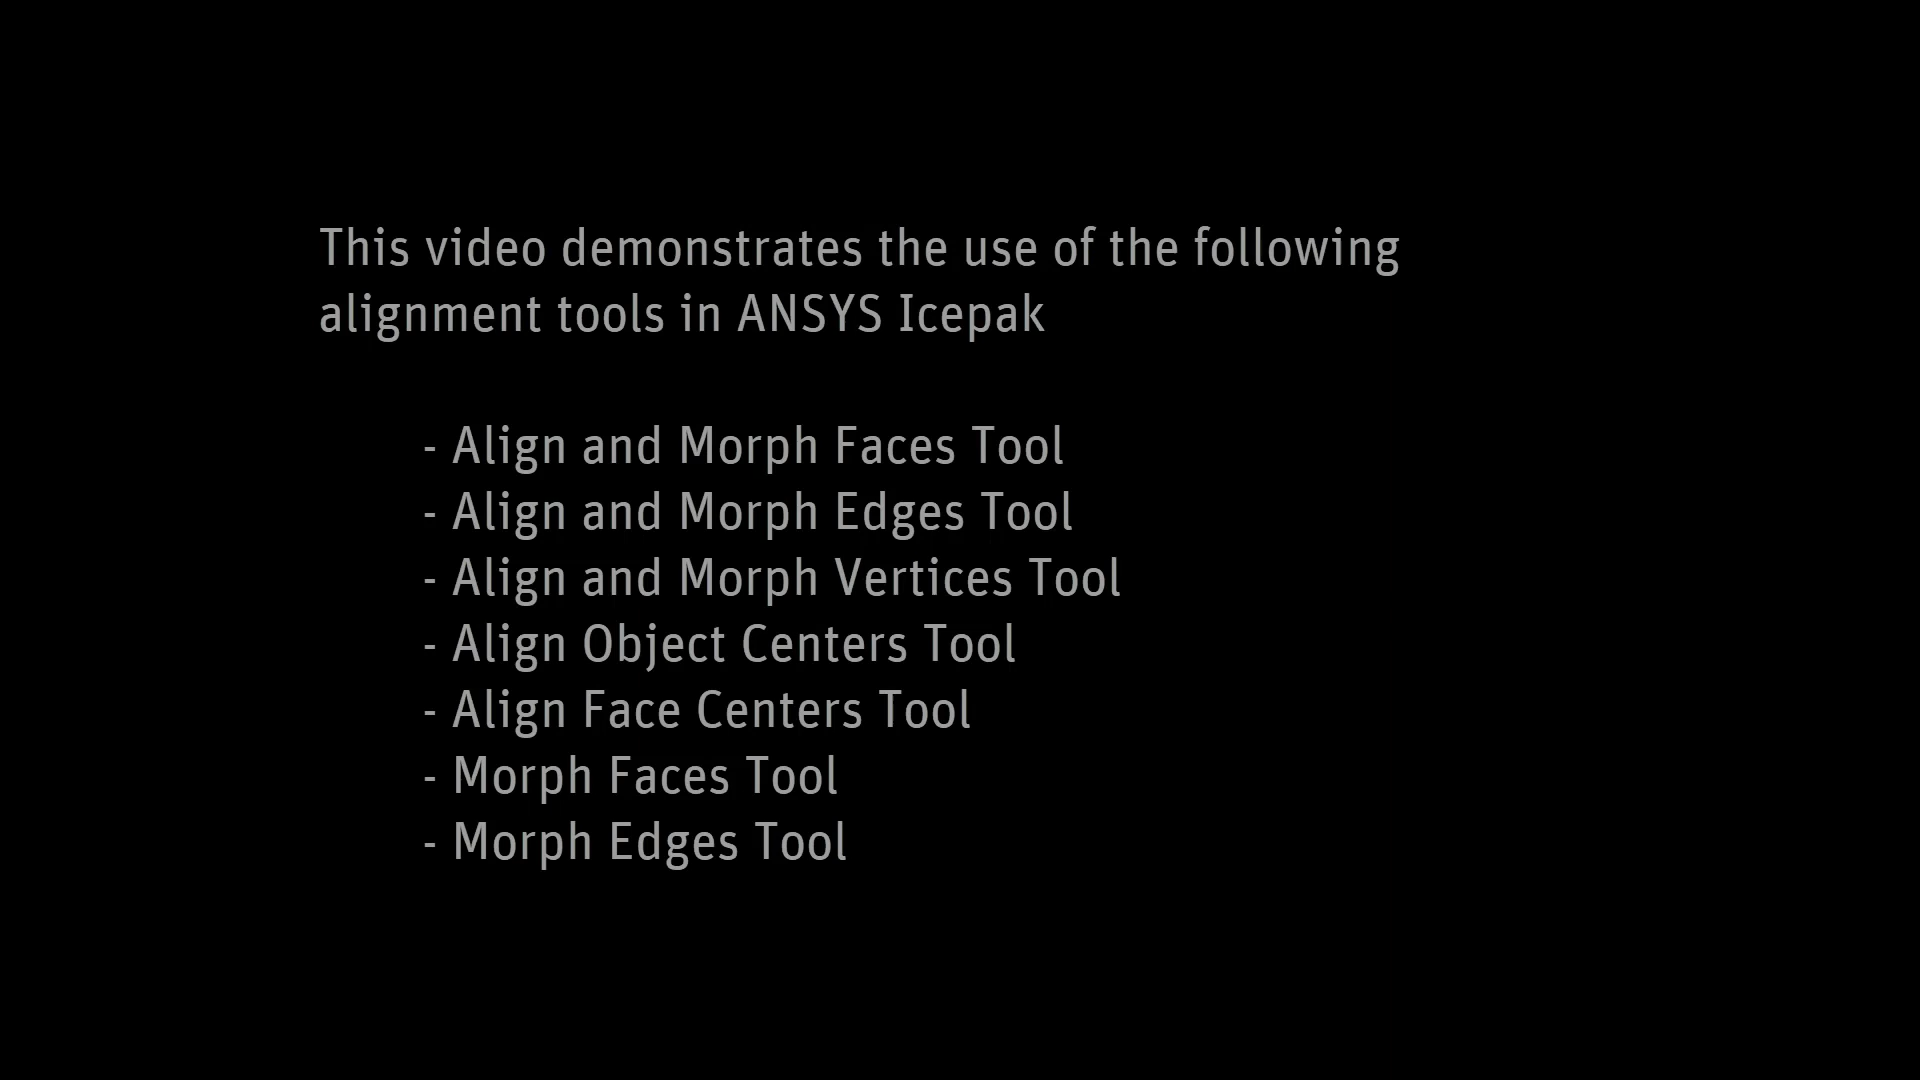 This video demonstrates the use of the following
alignment tools in ANSYS Icepak
- Align and Morph Faces Tool
- Align and Morph Edges Tool
- Align and Morph Vertices Tool
- Align Object Centers Tool
- Align Face Centers Tool
- Morph Faces Tool
- Morph Edges Tool